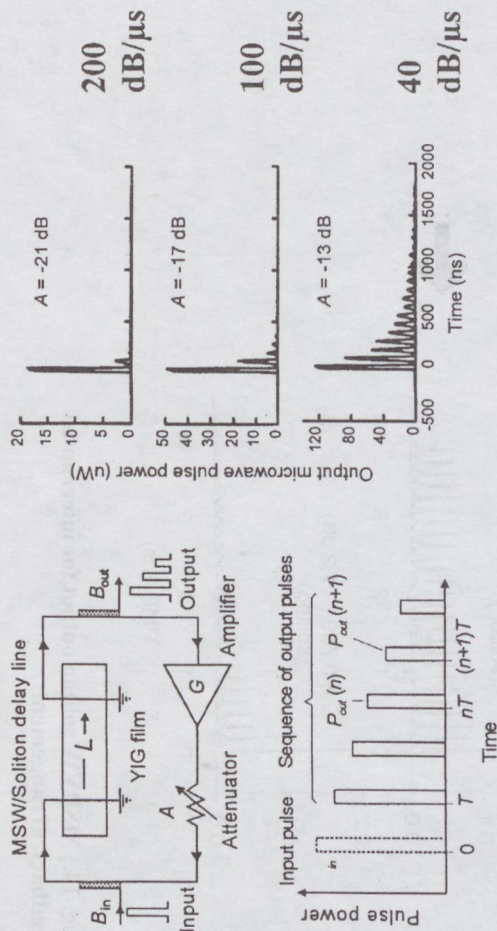 MSW/Soliton delay line
B_in
B_out
L →
YIG film
Input
Output
A
G
Attenuator
Amplifier
Pulse power
Input pulse
Sequence of output pulses
in
P_out (n)
P_out (n+1)
0
T
nT
(n+1)T
Time
Output microwave pulse power (uW)
20
15
10
5
0
A = -21 dB
200
dB/μs
50
40
30
20
10
0
A = -17 dB
100
dB/μs
120
80
40
0
A = -13 dB
40
dB/μs
-500
0
500
1000
1500
2000
Time (ns)